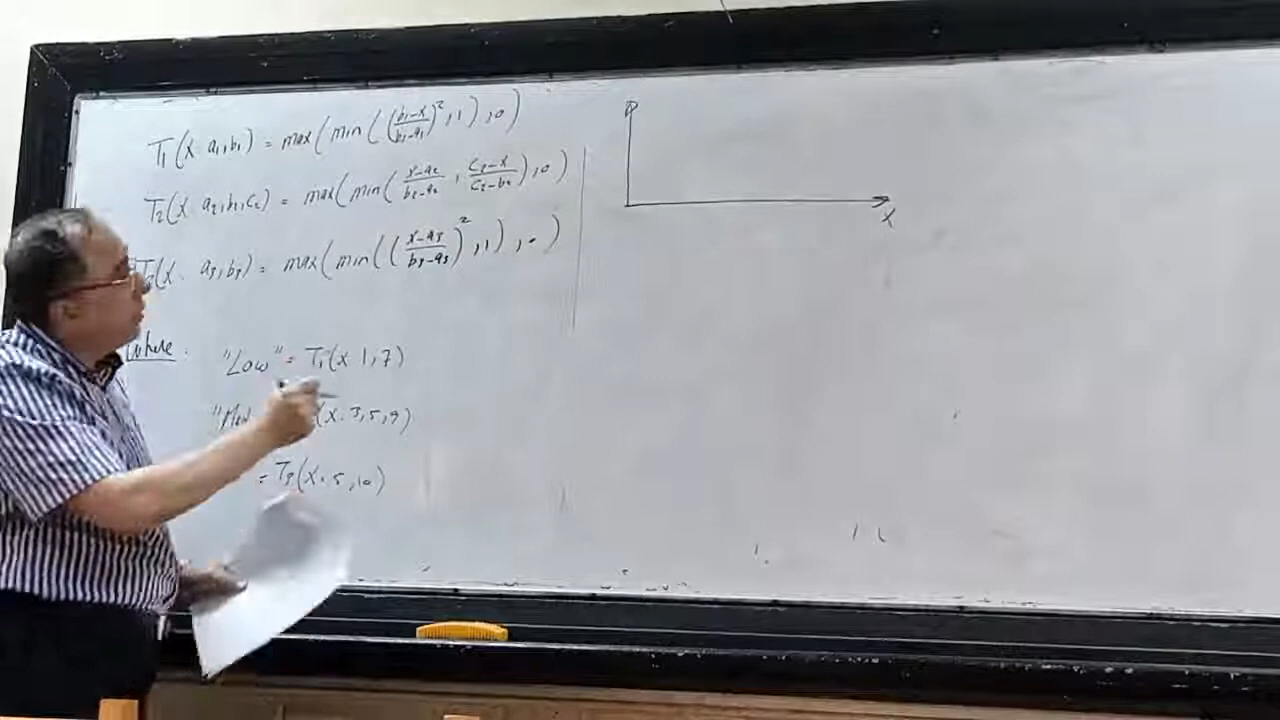 T₁(x: a₁,b₁) = max(min((b₁-x/b₁-a₁)²,1),0)
T₂(x: a₂,b₂,c₂) = max(min(x-a₂/b₂-a₂, c₂-x/c₂-b₂),0)
(x: a₃,b₃) = max(min((x-a₃/b₃-a₃)²,1),0)
Where:
"Low" = T₁(x: 1,7)
(x: 3,5,9)
= T₃(x: 5,10)
x